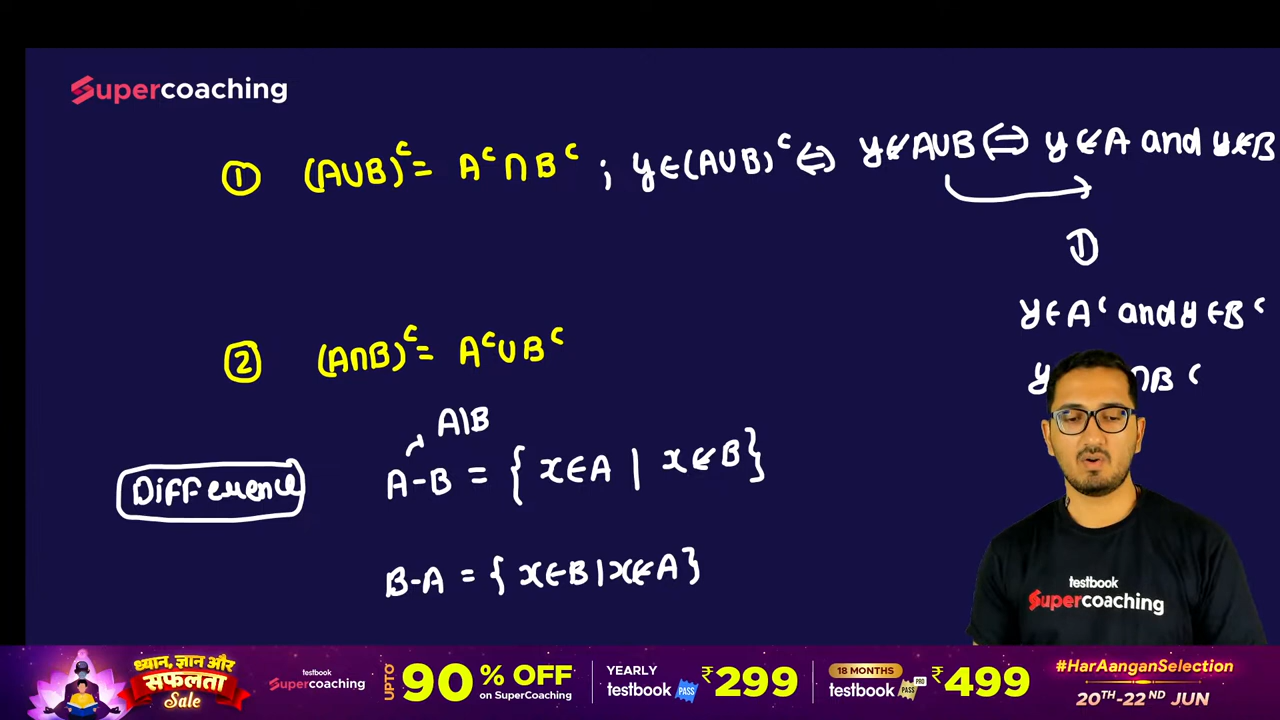 Supercoaching
① (A∪B)ᶜ = Aᶜ ∩ Bᶜ ; y∈(A∪B)ᶜ ⇔ y∉A∪B ⇔ y∉A and y∉B
⇓
y∈Aᶜ and y∈Bᶜ
② (A∩B)ᶜ = Aᶜ∪Bᶜ
y ∩B ᶜ
A|B
Difference A-B = { x∈A | x∉B}
B-A = { x∈B | x∉A}
testbook
Supercoaching
ध्यान, ज्ञान और
सफलता
Sale
testbook
Supercoaching
UPTO 90% OFF
on SuperCoaching
YEARLY
testbook PASS ₹299
18 MONTHS
testbook PASS PRO ₹499
#HarAanganSelection
20TH-22ND JUN